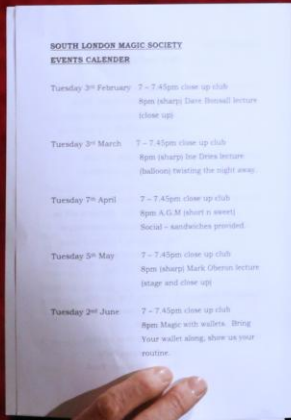 SOUTH LONDON MAGIC SOCIETY
EVENTS CALENDER
Tuesday 3rd February 7 – 7.45pm close up club
8pm (sharp) Dave Bonsall lecture
(close up)
Tuesday 3rd March 7 – 7.45pm close up club
8pm (sharp) Joe Dries lecture
(balloon) twisting the night away.
Tuesday 7th April 7 – 7.45pm close up club
8pm A.G.M (short n sweet)
Social – sandwiches provided.
Tuesday 5th May 7 – 7.45pm close up club
8pm (sharp) Mark Oberon lecture
(stage and close up)
Tuesday 2nd June 7 – 7.45pm close up club
8pm Magic with wallets. Bring
Your wallet along, show us your
routine.